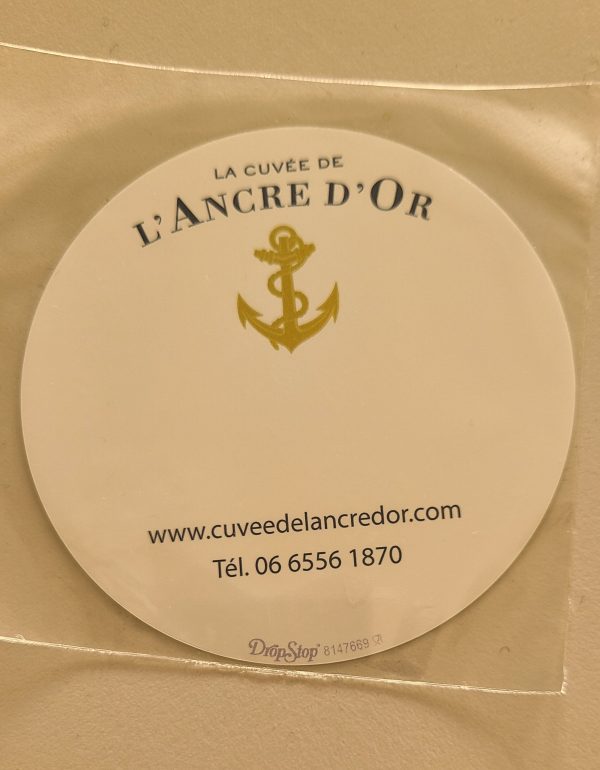 LA CUVÉE DE
L'ANCRE D'OR
www.cuveedelancredor.com
Tél. 06 6556 1870
DropStop® 8147669